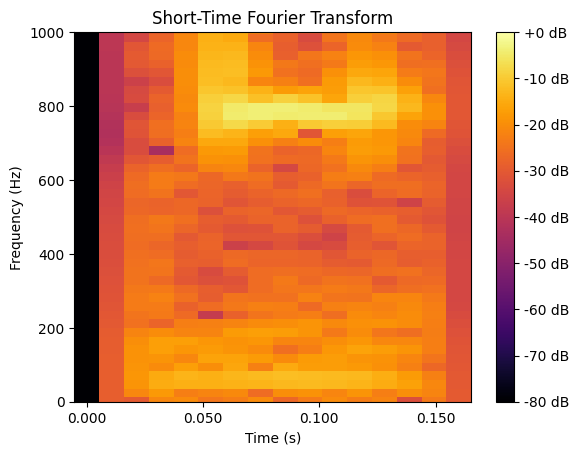 Short-Time Fourier Transform
1000
800
600
400
200
0
Frequency (Hz)
0.000
0.050
0.100
0.150
Time (s)
+0 dB
-10 dB
-20 dB
-30 dB
-40 dB
-50 dB
-60 dB
-70 dB
-80 dB